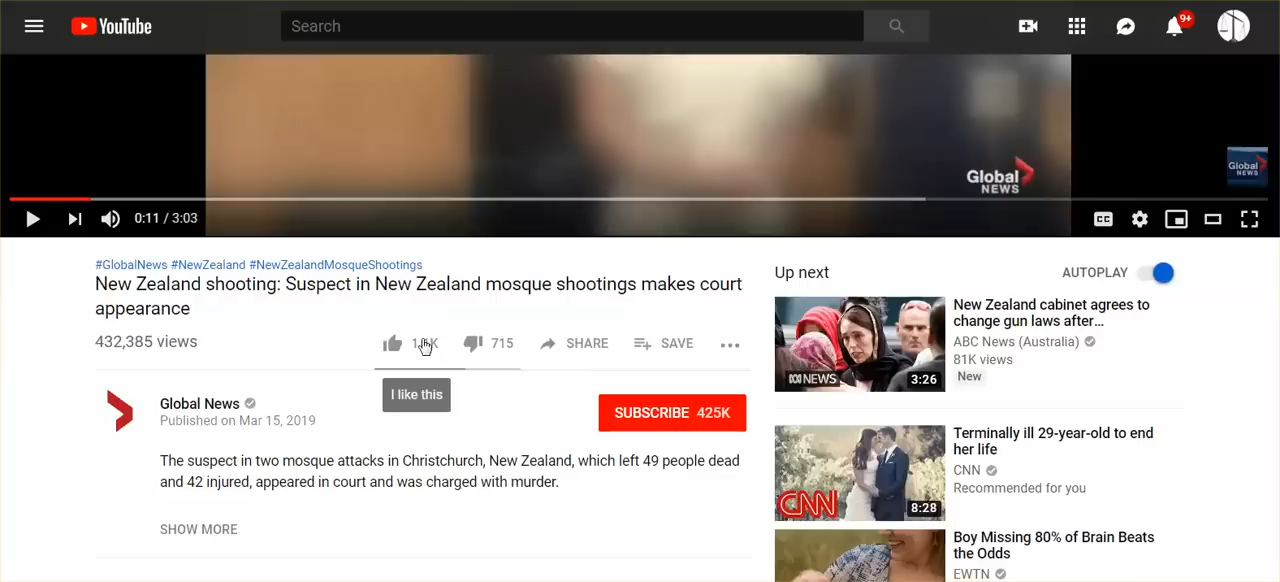 YouTube
Search
9+
Global
NEWS
Global
NEWS
0:11 / 3:03
CC
#GlobalNews #NewZealand #NewZealandMosqueShootings
New Zealand shooting: Suspect in New Zealand mosque shootings makes court
appearance
432,385 views
715
SHARE
SAVE
I like this
Global News
Published on Mar 15, 2019
SUBSCRIBE 425K
The suspect in two mosque attacks in Christchurch, New Zealand, which left 49 people dead
and 42 injured, appeared in court and was charged with murder.
SHOW MORE
Up next
AUTOPLAY
NEWS
3:26
New Zealand cabinet agrees to
change gun laws after...
ABC News (Australia)
81K views
New
CNN
8:28
Terminally ill 29-year-old to end
her life
CNN
Recommended for you
Boy Missing 80% of Brain Beats
the Odds
EWTN